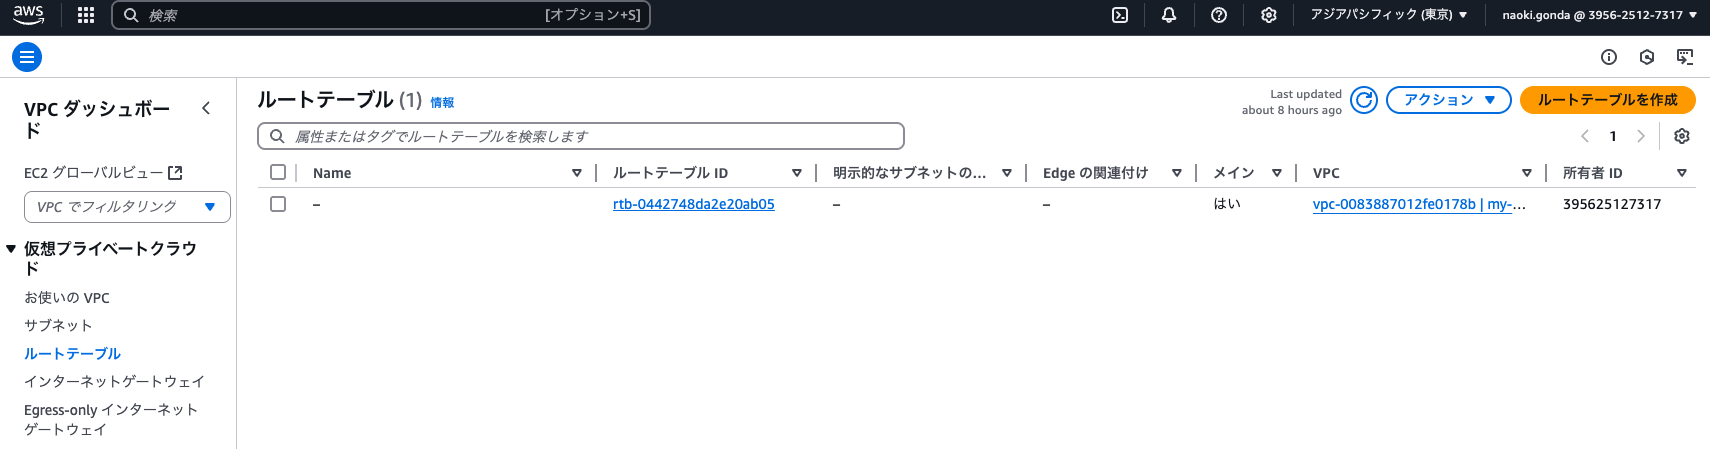 aws
検索
[オプション+S]
アジアパシフィック (東京)
naoki.gonda @ 3956-2512-7317
VPC ダッシュボー
ド
EC2 グローバルビュー
VPC でフィルタリング
仮想プライベートクラウ
ド
お使いの VPC
サブネット
ルートテーブル
インターネットゲートウェイ
Egress-only インターネット
ゲートウェイ
ルートテーブル (1) 情報
Last updated
about 8 hours ago
アクション
ルートテーブルを作成
属性またはタグでルートテーブルを検索します
1
Name ルートテーブル ID 明示的なサブネットの... Edge の関連付け メイン VPC 所有者 ID
– rtb-0442748da2e20ab05 – – はい vpc-0083887012fe0178b | my-... 395625127317